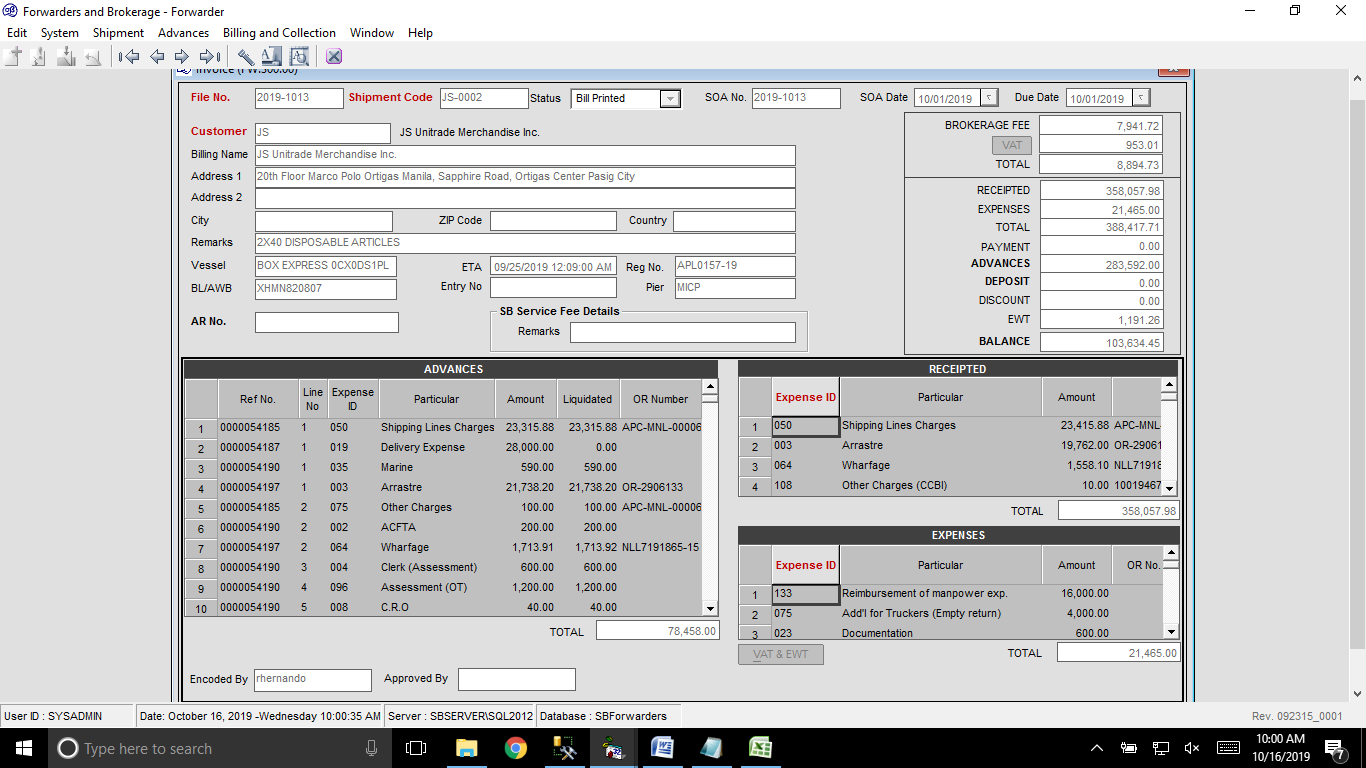 Forwarders and Brokerage - Forwarder
Edit System Shipment Advances Billing and Collection Window Help
Invoice (FW.300.00)
File No. 2019-1013 Shipment Code JS-0002 Status Bill Printed SOA No. 2019-1013 SOA Date 10/01/2019 Due Date 10/01/2019
Customer JS JS Unitrade Merchandise Inc.
Billing Name JS Unitrade Merchandise Inc.
Address 1 20th Floor Marco Polo Ortigas Manila, Sapphire Road, Ortigas Center Pasig City
Address 2
City ZIP Code Country
Remarks 2X40 DISPOSABLE ARTICLES
Vessel BOX EXPRESS 0CX0DS1PL ETA 09/25/2019 12:09:00 AM Reg No. APL0157-19
BL/AWB XHMN820807 Entry No Pier MICP
AR No.
SB Service Fee Details
Remarks
BROKERAGE FEE 7,941.72
VAT 953.01
TOTAL 8,894.73
RECEIPTED 358,057.98
EXPENSES 21,465.00
TOTAL 388,417.71
PAYMENT 0.00
ADVANCES 283,592.00
DEPOSIT 0.00
DISCOUNT 0.00
EWT 1,191.26
BALANCE 103,634.45
ADVANCES
Ref No. Line No Expense ID Particular Amount Liquidated OR Number
1 0000054185 1 050 Shipping Lines Charges 23,315.88 23,315.88 APC-MNL-00006
2 0000054187 1 019 Delivery Expense 28,000.00 0.00
3 0000054190 1 035 Marine 590.00 590.00
4 0000054197 1 003 Arrastre 21,738.20 21,738.20 OR-2906133
5 0000054185 2 075 Other Charges 100.00 100.00 APC-MNL-00006
6 0000054190 2 002 ACFTA 200.00 200.00
7 0000054197 2 064 Wharfage 1,713.91 1,713.92 NLL7191865-15
8 0000054190 3 004 Clerk (Assessment) 600.00 600.00
9 0000054190 4 096 Assessment (OT) 1,200.00 1,200.00
10 0000054190 5 008 C.R.O 40.00 40.00
TOTAL 78,458.00
RECEIPTED
Expense ID Particular Amount
1 050 Shipping Lines Charges 23,415.88 APC-MNL-
2 003 Arrastre 19,762.00 OR-29061
3 064 Wharfage 1,558.10 NLL71918
4 108 Other Charges (CCBI) 10.00 10019467
TOTAL 358,057.98
EXPENSES
Expense ID Particular Amount OR No.
1 133 Reimbursement of manpower exp. 16,000.00
2 075 Add'l for Truckers (Empty return) 4,000.00
3 023 Documentation 600.00
VAT & EWT TOTAL 21,465.00
Encoded By rhernando Approved By
User ID : SYSADMIN Date: October 16, 2019 -Wednesday 10:00:35 AM Server : SBSERVER\SQL2012 Database : SBForwarders Rev. 092315_0001
Type here to search
10:00 AM
10/16/2019
7